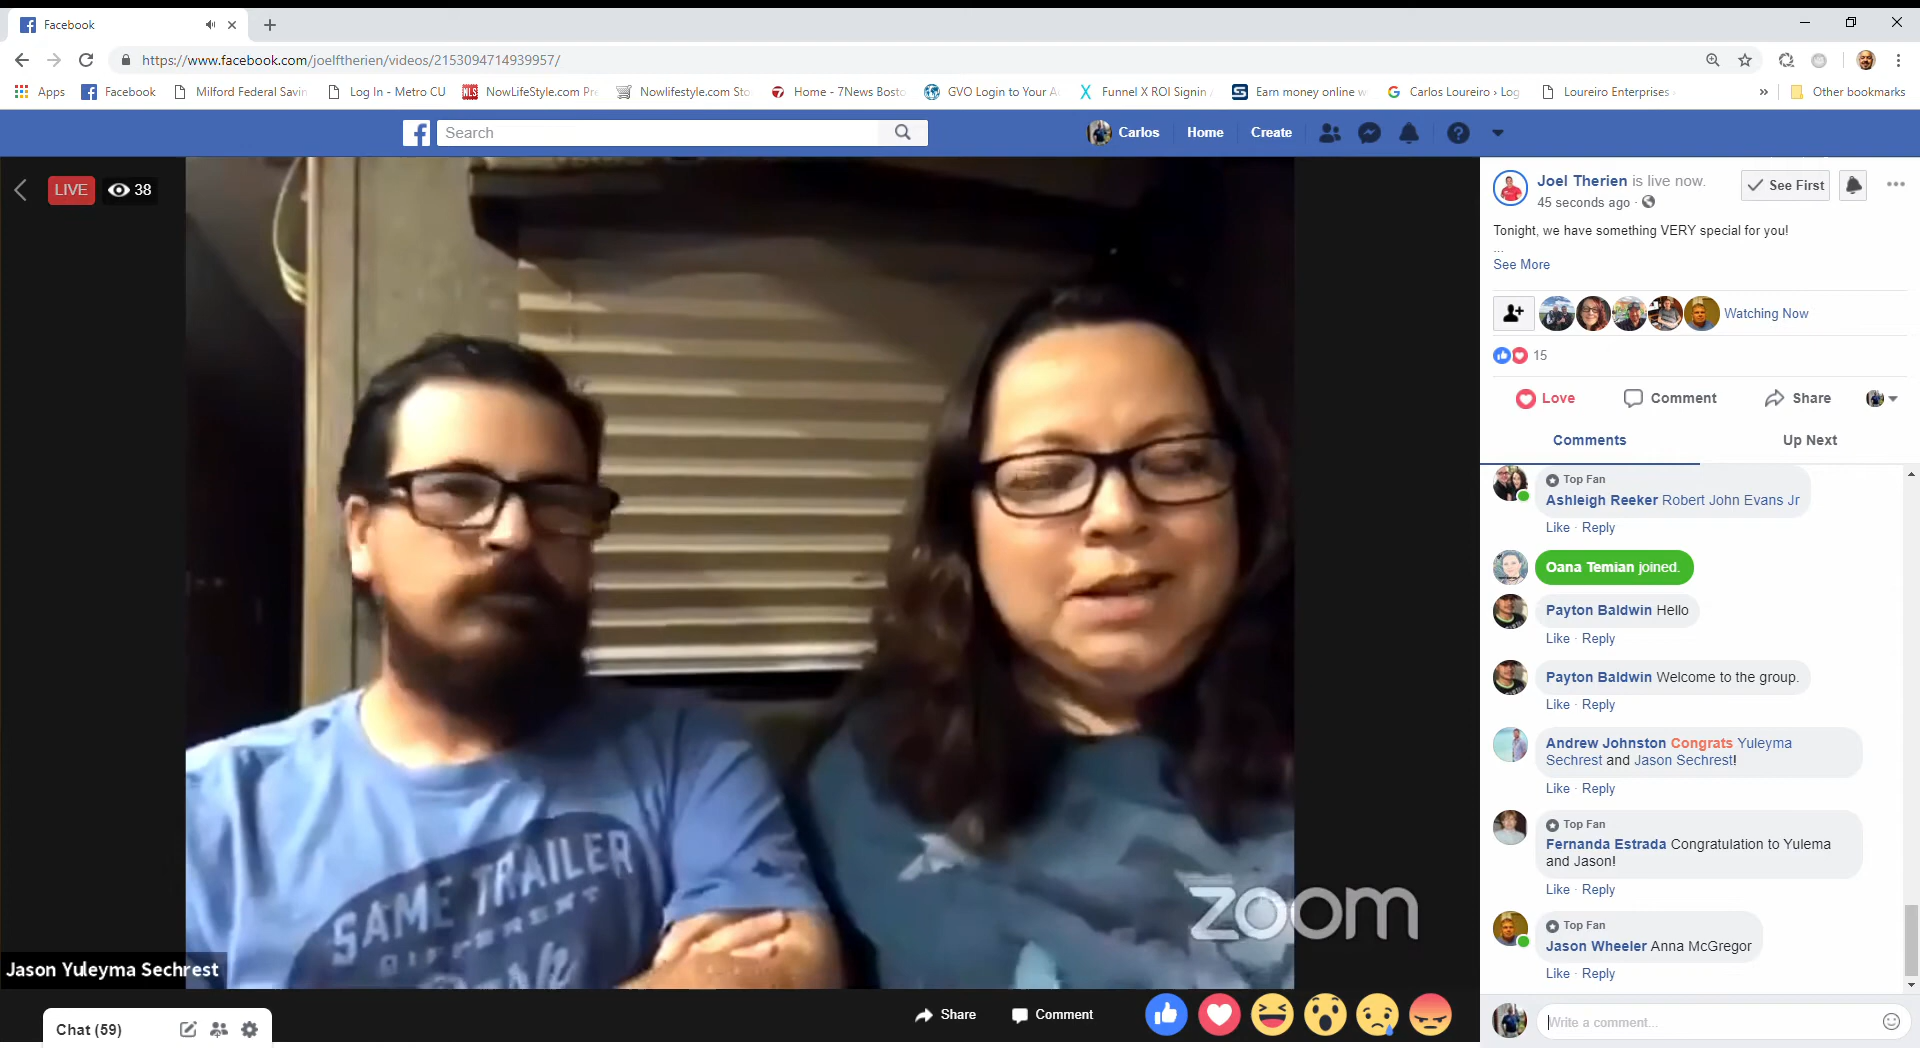 Facebook
https://www.facebook.com/joelftherien/videos/2153094714939957/
Apps
Facebook
Milford Federal Savin
Log In - Metro CU
NLS
NowLifeStyle.com Pre
Nowlifestyle.com Sto
Home - 7News Bosto
GVO Login to Your A
Funnel X ROI Signin
Earn money online w
Carlos Loureiro › Log
Loureiro Enterprises
»
Other bookmarks
Search
Carlos
Home
Create
LIVE
38
Joel Therien is live now.
See First
45 seconds ago ·
Tonight, we have something VERY special for you!
...
See More
Watching Now
15
Love
Comment
Share
Comments
Up Next
Top Fan
Ashleigh Reeker Robert John Evans Jr
Like · Reply
Oana Temian joined.
Payton Baldwin Hello
Like · Reply
Payton Baldwin Welcome to the group.
Like · Reply
Andrew Johnston Congrats Yuleyma
Sechrest and Jason Sechrest!
Like · Reply
Top Fan
Fernanda Estrada Congratulation to Yulema
and Jason!
Like · Reply
Top Fan
Jason Wheeler Anna McGregor
Like · Reply
Write a comment...
SAME TRAILER
DIFFERENT
Park
zoom
Jason Yuleyma Sechrest
Share
Comment
Chat (59)